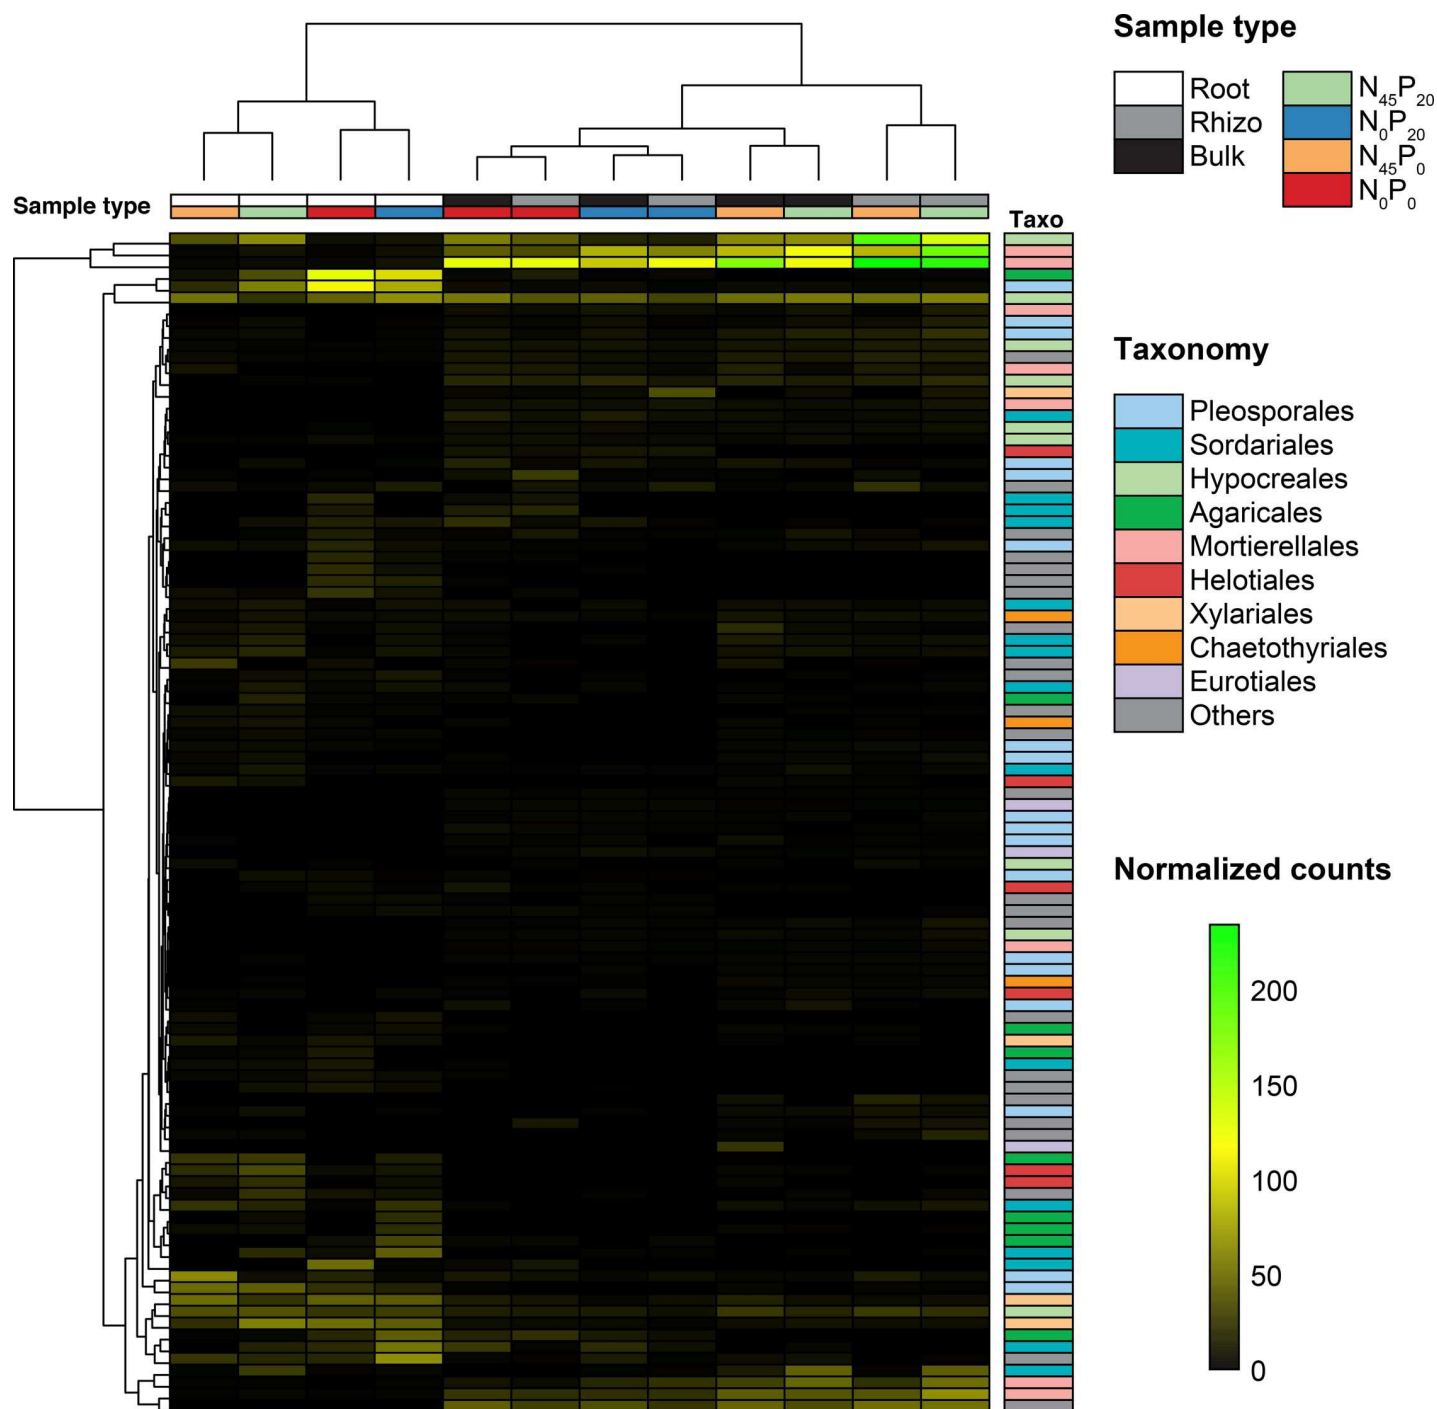 Sample type
Root
Rhizo
Bulk
N45P20
N0P20
N45P0
N0P0
Sample type
Taxo
Taxonomy
Pleosporales
Sordariales
Hypocreales
Agaricales
Mortierellales
Helotiales
Xylariales
Chaetothyriales
Eurotiales
Others
Normalized counts
200
150
100
50
0